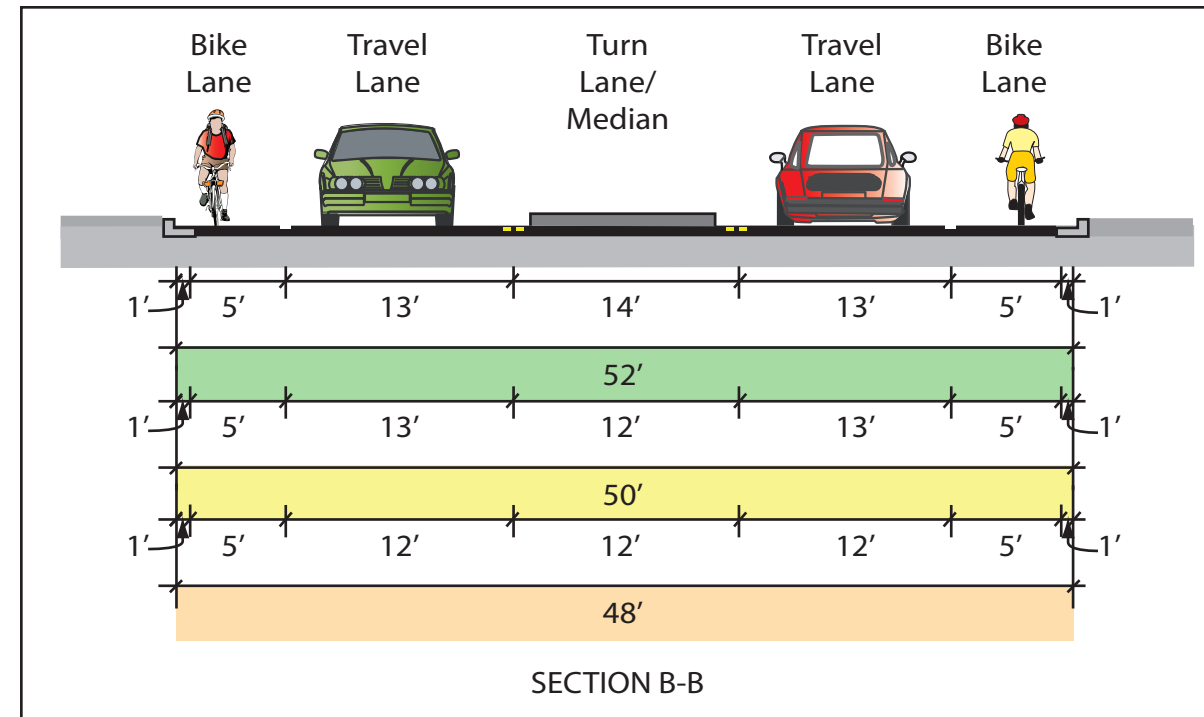 Bike Lane
Travel Lane
Turn Lane/ Median
Travel Lane
Bike Lane
1’ 5’ 13’ 14’ 13’ 5’ 1’
52’
1’ 5’ 13’ 12’ 13’ 5’ 1’
50’
1’ 5’ 12’ 12’ 12’ 5’ 1’
48’
SECTION B-B